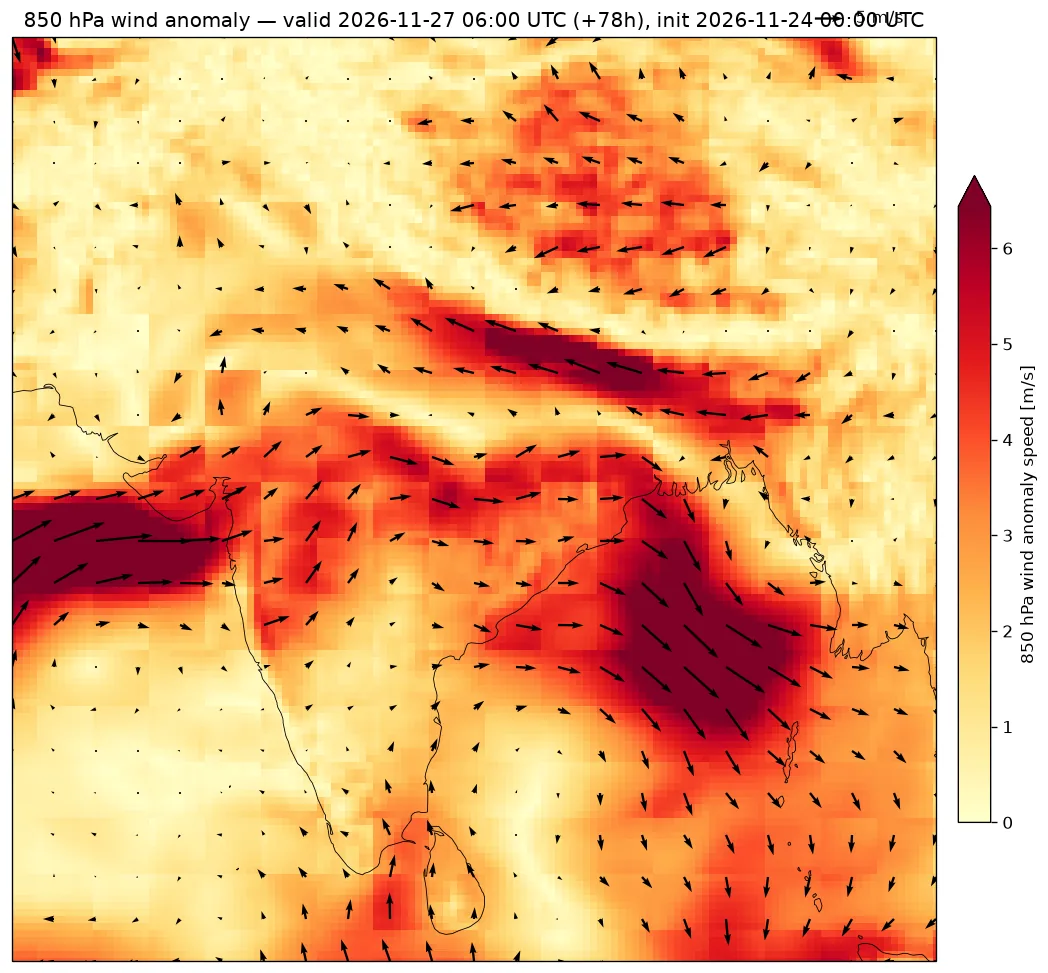 850 hPa wind anomaly — valid 2026-11-27 06:00 UTC (+78h), init 2026-11-24 00:00 UTC
5 m/s
6
5
4
3
2
1
0
850 hPa wind anomaly speed [m/s]